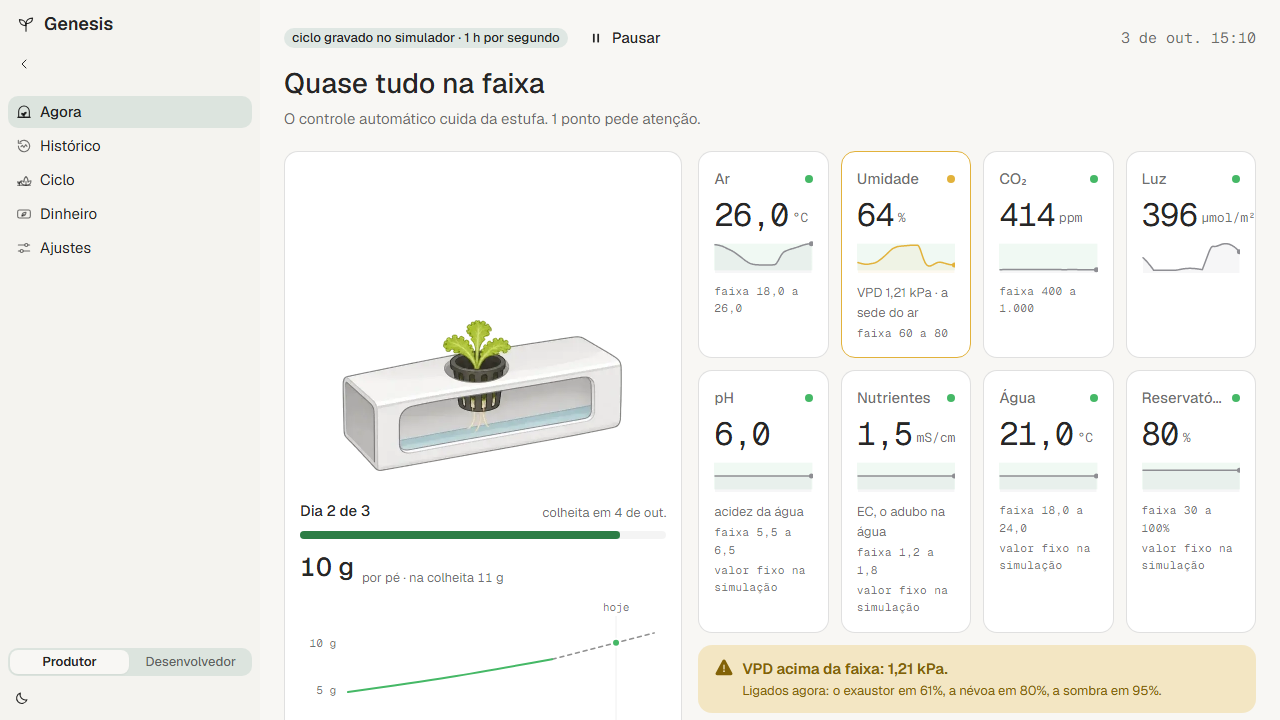 Genesis
Agora
Histórico
Ciclo
Dinheiro
Ajustes
Produtor
Desenvolvedor
ciclo gravado no simulador · 1 h por segundo
Pausar
3 de out. 15:10
Quase tudo na faixa
O controle automático cuida da estufa. 1 ponto pede atenção.
Dia 2 de 3
colheita em 4 de out.
10 g
por pé · na colheita 11 g
hoje
10 g
5 g
Ar
26,0 °C
faixa 18,0 a
26,0
Umidade
64 %
VPD 1,21 kPa · a
sede do ar
faixa 60 a 80
CO₂
414 ppm
faixa 400 a
1.000
Luz
396 µmol/m²
pH
6,0
acidez da água
faixa 5,5 a
6,5
valor fixo na
simulação
Nutrientes
1,5 mS/cm
EC, o adubo na
água
faixa 1,2 a
1,8
valor fixo na
simulação
Água
21,0 °C
faixa 18,0 a
24,0
valor fixo na
simulação
Reservató...
80 %
faixa 30 a
100%
valor fixo na
simulação
VPD acima da faixa: 1,21 kPa.
Ligados agora: o exaustor em 61%, a névoa em 80%, a sombra em 95%.